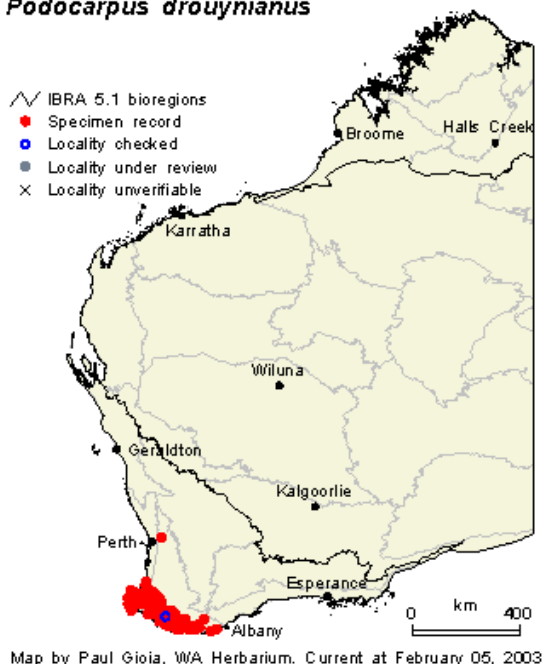 Podocarpus drouynianus
IBRA 5.1 bioregions
Specimen record
Locality checked
Locality under review
Locality unverifiable
Broome
Halls Creek
Karratha
Wiluna
Geraldton
Kalgoorlie
Perth
Esperance
Albany
0 km 400
Map by Paul Gioia, WA Herbarium. Current at February 05, 2003